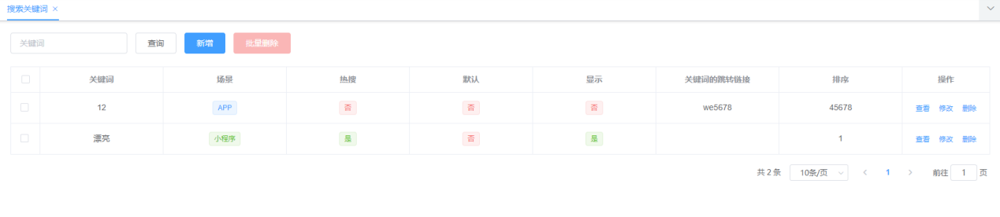 搜索关键词 ×
关键词 查询 新增 批量删除
关键词 场景 热搜 默认 显示 关键词的跳转链接 排序 操作
12 APP 否 否 否 we5678 45678 查看 修改 删除
漂亮 小程序 是 否 是 1 查看 修改 删除
共 2 条 10条/页 < 1 > 前往 1 页